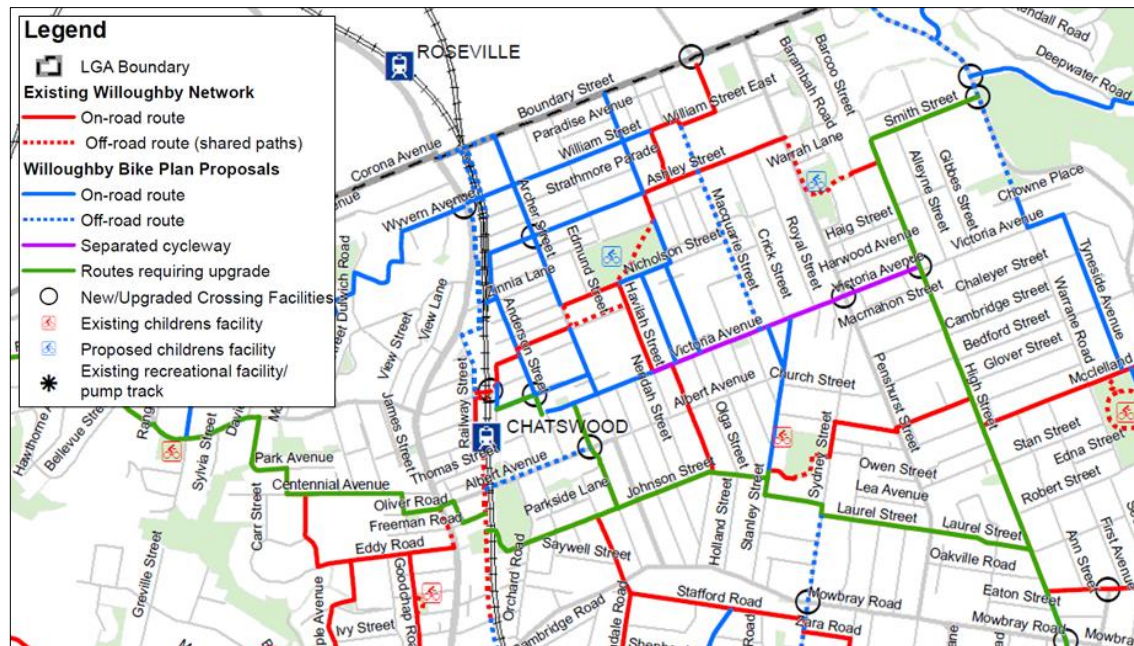 Legend
LGA Boundary
Existing Willoughby Network
On-road route
Off-road route (shared paths)
Willoughby Bike Plan Proposals
On-road route
Off-road route
Separated cycleway
Routes requiring upgrade
New/Upgraded Crossing Facilities
Existing childrens facility
Proposed childrens facility
Existing recreational facility/
pump track
ROSEVILLE
Boundary Street
Corona Avenue
Paradise Avenue
William Street
William Street East
Strathmore Parade
Ashley Street
Barambah Road
Barcoo Street
Kendall Road
Deepwater Road
Smith Street
Warrah Lane
Wyvern Avenue
Archer Street
Edmund Street
Nicholson Street
Macquarie Street
Crick Street
Royal Street
Haig Street
Harwood Avenue
Victoria Avenue
Alleyne Street
Gibbes Street
Chowne Place
Victoria Avenue
Tyneside Avenue
Chaleyer Street
Cambridge Street
Bedford Street
Glover Street
Warrane Road
Mcclelland
Macmahon Street
Street Dulwich Road
View Lane
View Street
Zinnia Lane
Anderson Street
Havilah Street
Victoria Avenue
Nendah Street
Albert Avenue
Church Street
Penshurst Street
High Street
Railway Street
James Street
Thomas Street
CHATSWOOD
Albert Avenue
Olga Street
Sydney Street
Owen Street
Lea Avenue
Stan Street
Edna Street
Robert Street
Hawthorne
Bellevue Street
Sylvia Street
Park Avenue
Centennial Avenue
Carr Street
Oliver Road
Freeman Road
Eddy Road
Parkside Lane
Johnson Street
Saywell Street
Holland Street
Stanley Street
Laurel Street
Laurel Street
Oakville Road
Ann Street
First Avenue
Greville Street
Ivy Street
Goodchap Road
Orchard Road
Stafford Road
Mowbray Road
Eaton Street
Zara Road
Mowbray Road